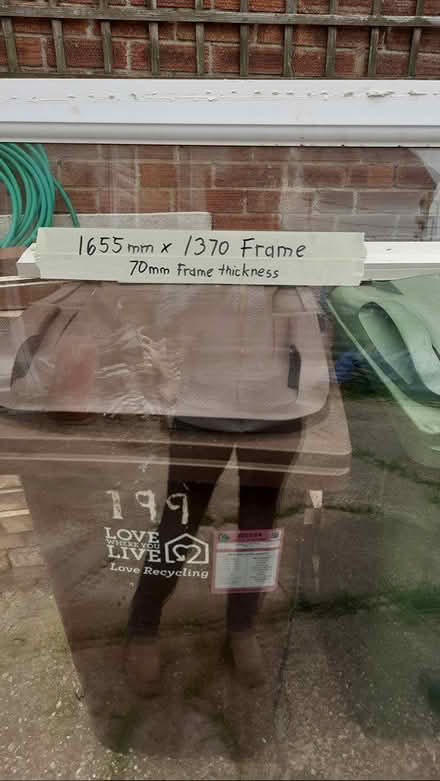 1655mm x 1370 Frame
70mm Frame thickness
199
LOVE
WHERE YOU
LIVE
Love Recycling